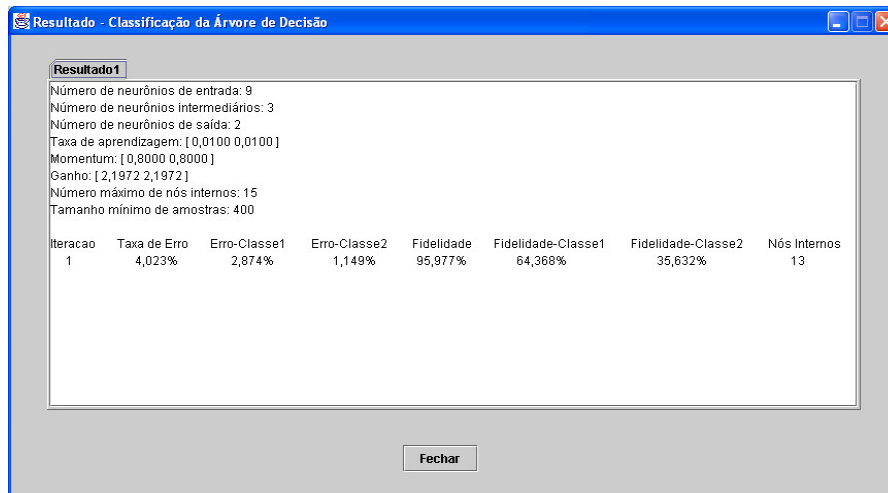 Resultado - Classificação da Árvore de Decisão
Resultado1
Número de neurônios de entrada: 9
Número de neurônios intermediários: 3
Número de neurônios de saída: 2
Taxa de aprendizagem: [ 0,0100 0,0100 ]
Momentum: [ 0,8000 0,8000 ]
Ganho: [ 2,1972 2,1972 ]
Número máximo de nós internos: 15
Tamanho mínimo de amostras: 400
Iteracao Taxa de Erro Erro-Classe1 Erro-Classe2 Fidelidade Fidelidade-Classe1 Fidelidade-Classe2 Nós Internos
1 4,023% 2,874% 1,149% 95,977% 64,368% 35,632% 13
Fechar